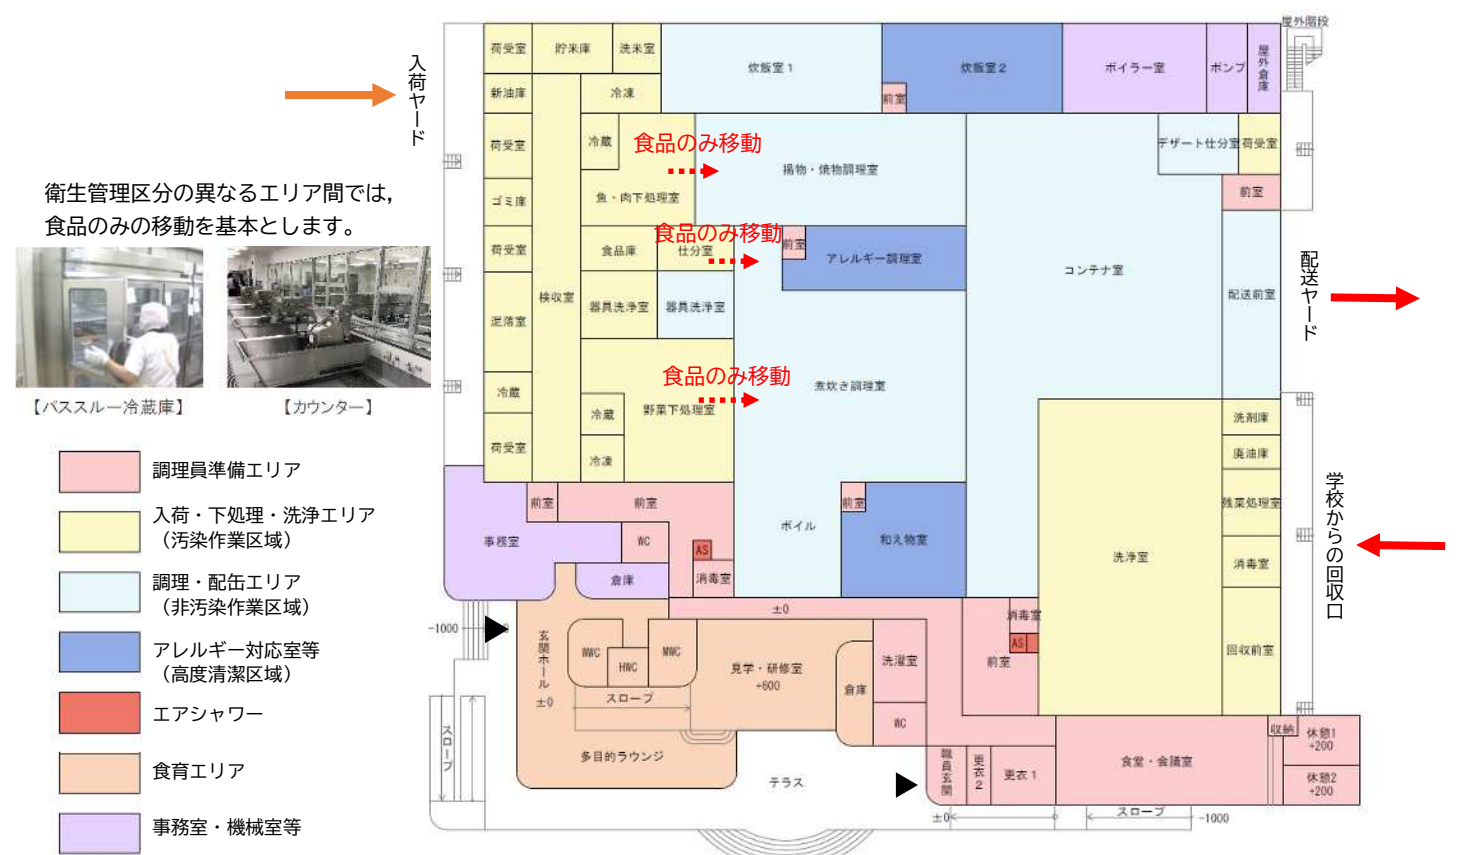 入荷ヤード
衛生管理区分の異なるエリア間では,
食品のみの移動を基本とします。
【パススルー冷蔵庫】
【カウンター】
調理員準備エリア
入荷・下処理・洗浄エリア
(汚染作業区域)
調理・配缶エリア
(非汚染作業区域)
アレルギー対応室等
(高度清潔区域)
エアシャワー
食育エリア
事務室・機械室等
荷受室
貯米庫
洗米室
炊飯室1
炊飯室2
ボイラー室
ポンプ
屋外倉庫
屋外階段
新油庫
冷凍
前室
荷受室
冷蔵
食品のみ移動
揚物・焼物調理室
デザート仕分室
荷受室
ゴミ庫
魚・肉下処理室
前室
荷受室
食品庫
仕分室
食品のみ移動
前室
アレルギー調理室
コンテナ室
配送ヤード
検収室
器具洗浄室
器具洗浄室
配送前室
泥落室
食品のみ移動
煮炊き調理室
冷蔵
冷蔵
野菜下処理室
洗剤庫
荷受室
冷凍
廃油庫
前室
前室
前室
残菜処理室
学校からの回収口
事務室
WC
AS
ボイル
和え物室
洗浄室
消毒室
倉庫
消毒室
±0
消毒室
-1000
玄関ホール
±0
WWC
HWC
MWC
スロープ
見学・研修室
+600
倉庫
洗濯室
WC
前室
AS
回収前室
スロープ
多目的ラウンジ
テラス
職員玄関
更衣2
更衣1
食堂・会議室
収納
休憩1
+200
休憩2
+200
±0
スロープ
-1000